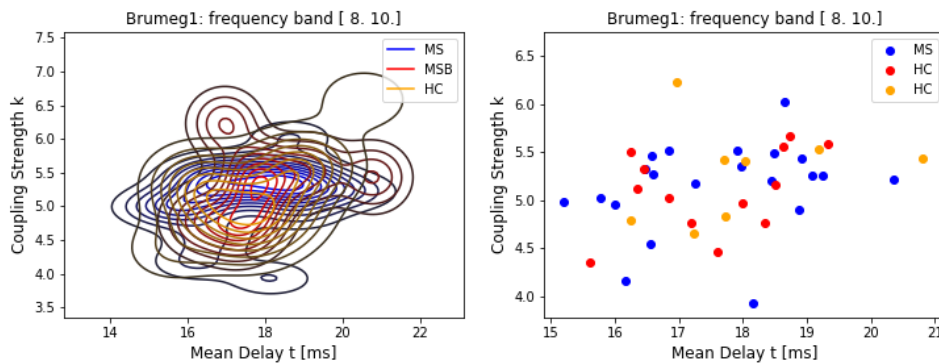 Brumeg1: frequency band [ 8. 10.]
7.5
7.0
6.5
6.0
5.5
5.0
4.5
4.0
3.5
Coupling Strength k
MS
MSB
HC
14
16
18
20
22
Mean Delay t [ms]
Brumeg1: frequency band [ 8. 10.]
6.5
6.0
5.5
5.0
4.5
4.0
Coupling Strength k
MS
HC
HC
15
16
17
18
19
20
21
Mean Delay t [ms]